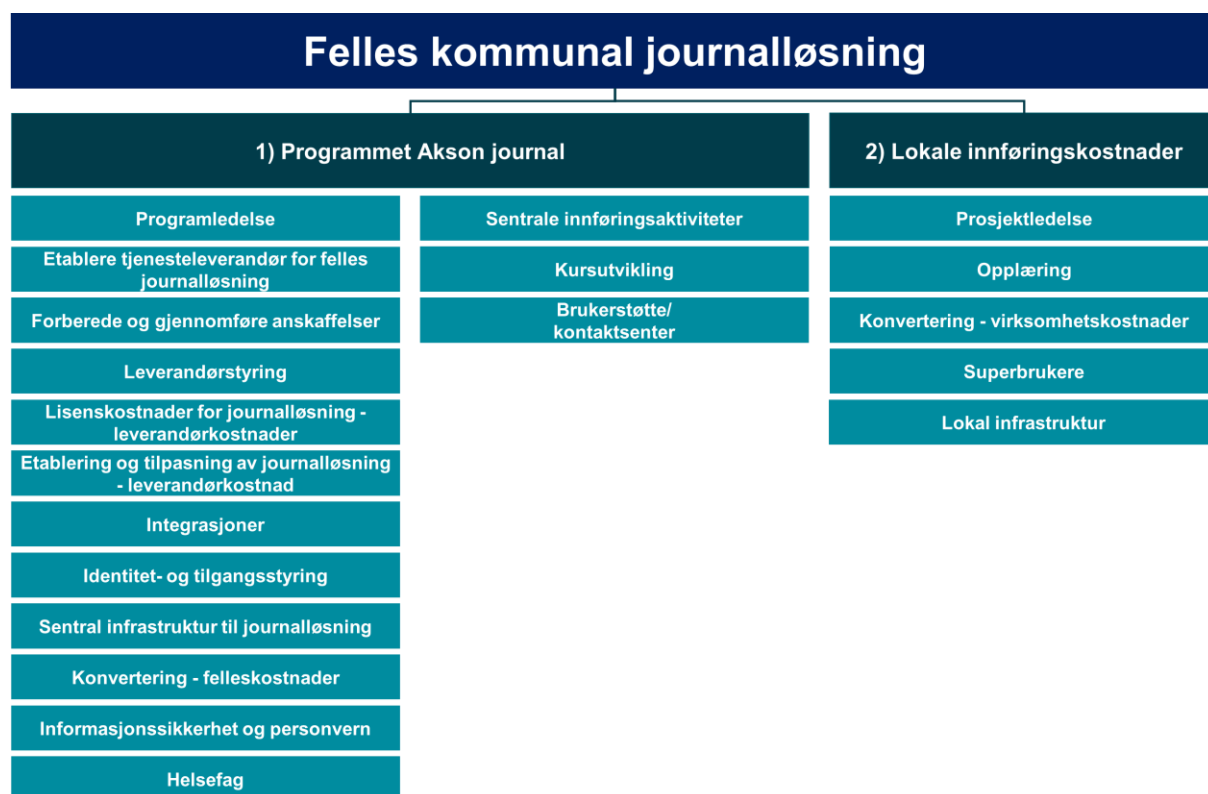 Felles kommunal journalløsning
1) Programmet Akson journal
Programledelse
Etablere tjenesteleverandør for felles
journalløsning
Forberede og gjennomføre anskaffelser
Leverandørstyring
Lisenskostnader for journalløsning -
leverandørkostnader
Etablering og tilpasning av journalløsning
- leverandørkostnad
Integrasjoner
Identitet- og tilgangsstyring
Sentral infrastruktur til journalløsning
Konvertering - felleskostnader
Informasjonssikkerhet og personvern
Helsefag
Sentrale innføringsaktiviteter
Kursutvikling
Brukerstøtte/
kontaktsenter
2) Lokale innføringskostnader
Prosjektledelse
Opplæring
Konvertering - virksomhetskostnader
Superbrukere
Lokal infrastruktur